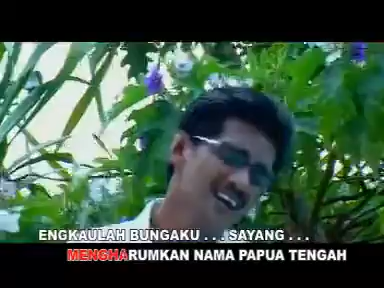 ENGKAULAH BUNGAKU . . . SAYANG . . .
MENGHARUMKAN NAMA PAPUA TENGAH